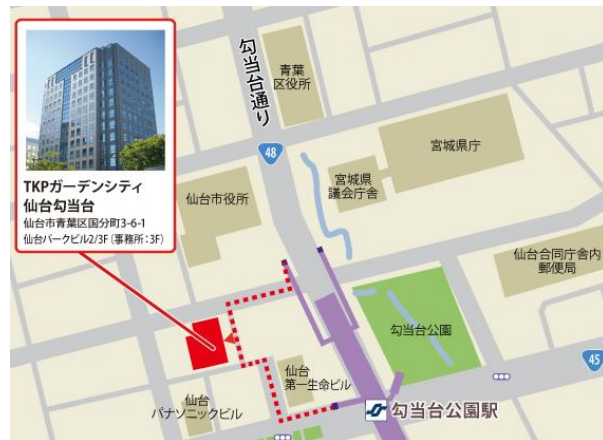 TKPガーデンシティ
仙台勾当台
仙台市青葉区国分町3-6-1
仙台パークビル2/3F（事務所：3F）
勾当台通り
青葉
区役所
48
宮城県庁
宮城県
議会庁舎
仙台市役所
仙台合同庁舎内
郵便局
勾当台公園
45
仙台
第一生命ビル
仙台
パナソニックビル
勾当台公園駅